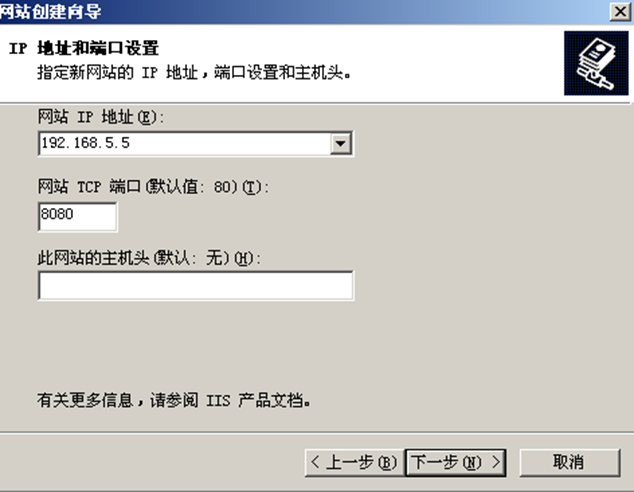 网站创建向导
IP 地址和端口设置
指定新网站的 IP 地址，端口设置和主机头。
网站 IP 地址(E):
192.168.5.5
网站 TCP 端口(默认值: 80)(T):
8080
此网站的主机头(默认: 无)(H):
有关更多信息，请参阅 IIS 产品文档。
< 上一步(B)
下一步(N) >
取消